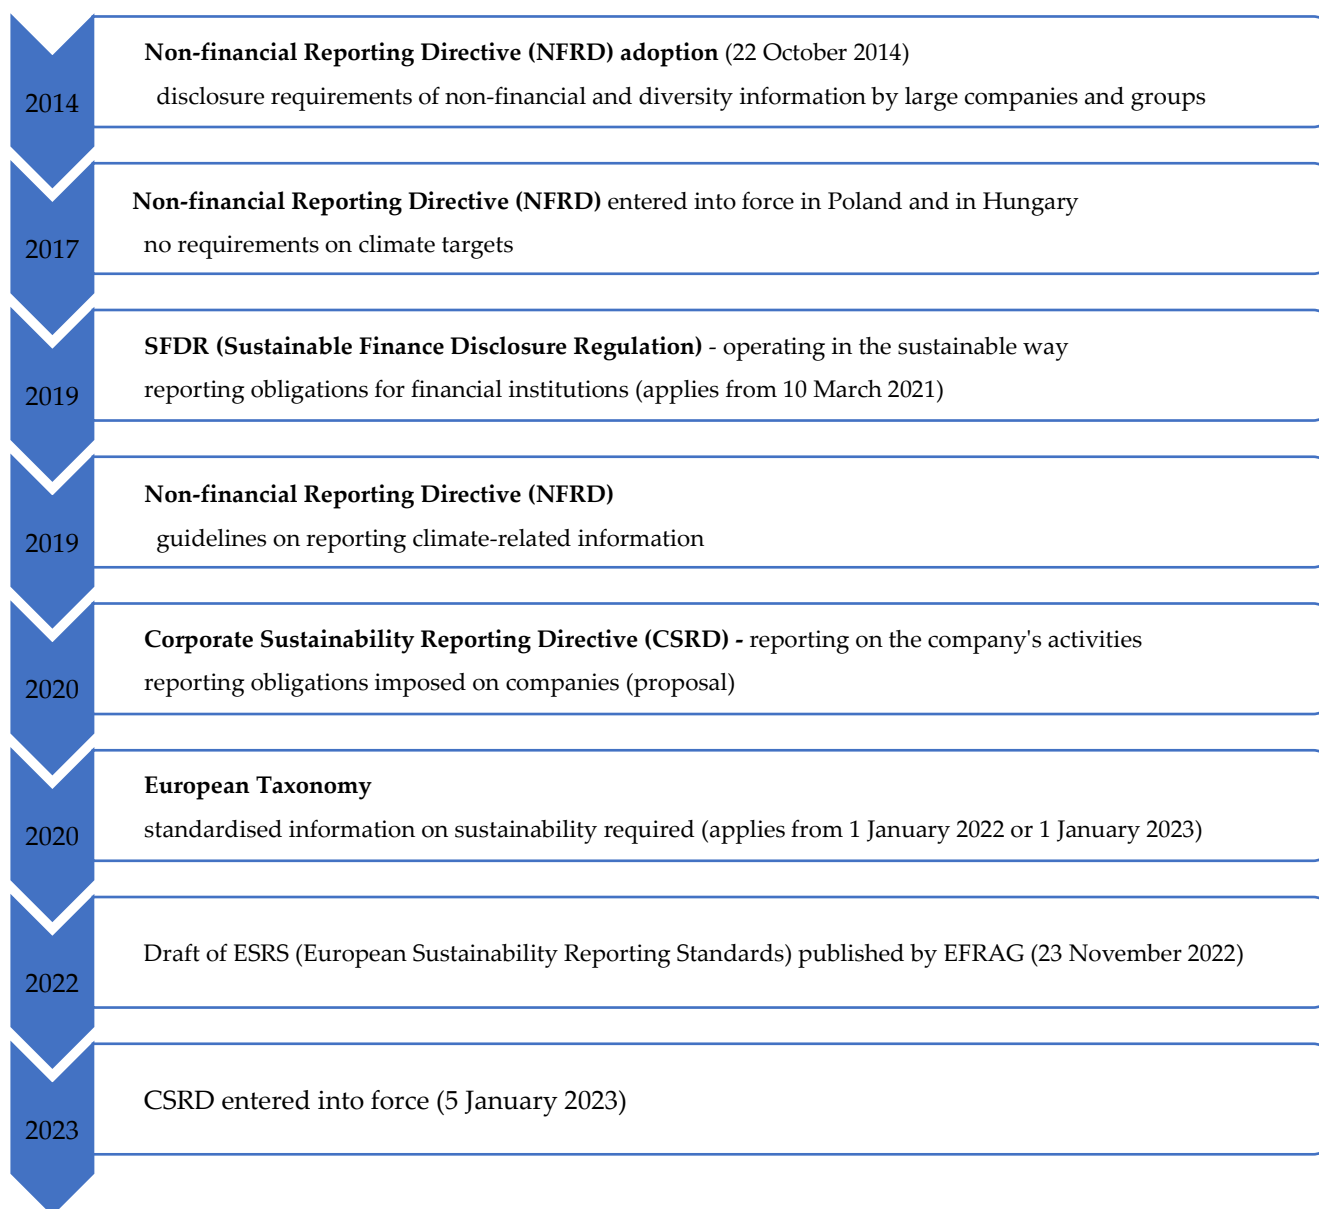 2014
Non-financial Reporting Directive (NFRD) adoption (22 October 2014)
disclosure requirements of non-financial and diversity information by large companies and groups
2017
Non-financial Reporting Directive (NFRD) entered into force in Poland and in Hungary
no requirements on climate targets
2019
SFDR (Sustainable Finance Disclosure Regulation) - operating in the sustainable way
reporting obligations for financial institutions (applies from 10 March 2021)
2019
Non-financial Reporting Directive (NFRD)
guidelines on reporting climate-related information
2020
Corporate Sustainability Reporting Directive (CSRD) - reporting on the company's activities
reporting obligations imposed on companies (proposal)
2020
European Taxonomy
standardised information on sustainability required (applies from 1 January 2022 or 1 January 2023)
2022
Draft of ESRS (European Sustainability Reporting Standards) published by EFRAG (23 November 2022)
2023
CSRD entered into force (5 January 2023)